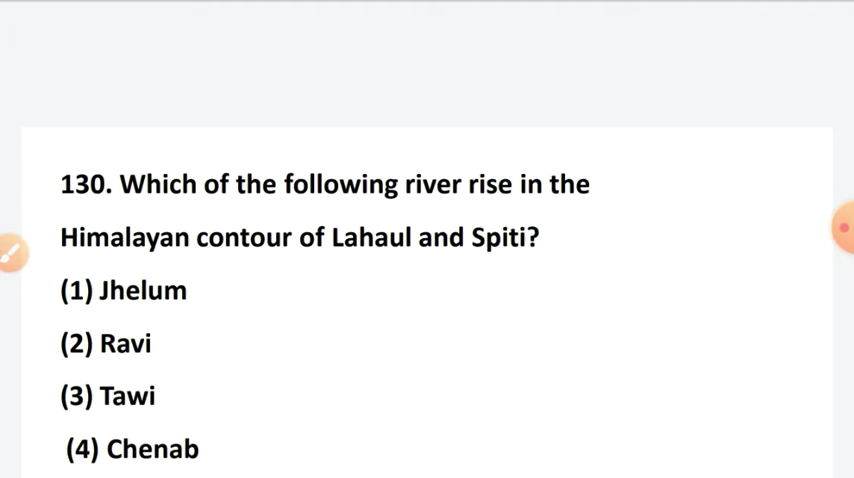 130. Which of the following river rise in the
Himalayan contour of Lahaul and Spiti?
(1) Jhelum
(2) Ravi
(3) Tawi
(4) Chenab